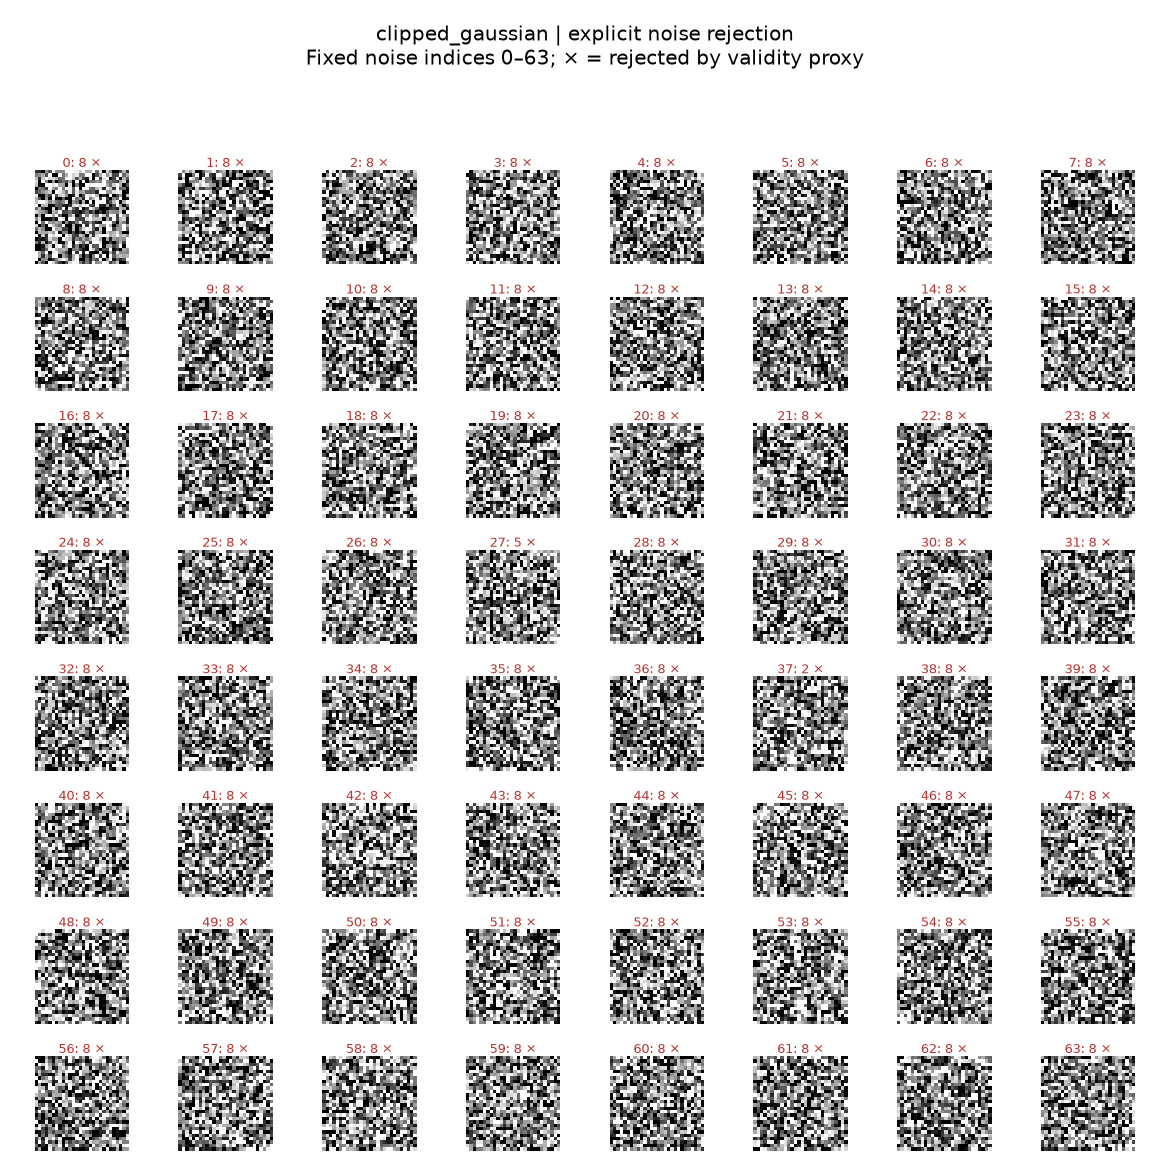 clipped_gaussian | explicit noise rejection
Fixed noise indices 0–63; × = rejected by validity proxy
0: 8 × 1: 8 × 2: 8 × 3: 8 × 4: 8 × 5: 8 × 6: 8 × 7: 8 ×
8: 8 × 9: 8 × 10: 8 × 11: 8 × 12: 8 × 13: 8 × 14: 8 × 15: 8 ×
16: 8 × 17: 8 × 18: 8 × 19: 8 × 20: 8 × 21: 8 × 22: 8 × 23: 8 ×
24: 8 × 25: 8 × 26: 8 × 27: 5 × 28: 8 × 29: 8 × 30: 8 × 31: 8 ×
32: 8 × 33: 8 × 34: 8 × 35: 8 × 36: 8 × 37: 2 × 38: 8 × 39: 8 ×
40: 8 × 41: 8 × 42: 8 × 43: 8 × 44: 8 × 45: 8 × 46: 8 × 47: 8 ×
48: 8 × 49: 8 × 50: 8 × 51: 8 × 52: 8 × 53: 8 × 54: 8 × 55: 8 ×
56: 8 × 57: 8 × 58: 8 × 59: 8 × 60: 8 × 61: 8 × 62: 8 × 63: 8 ×